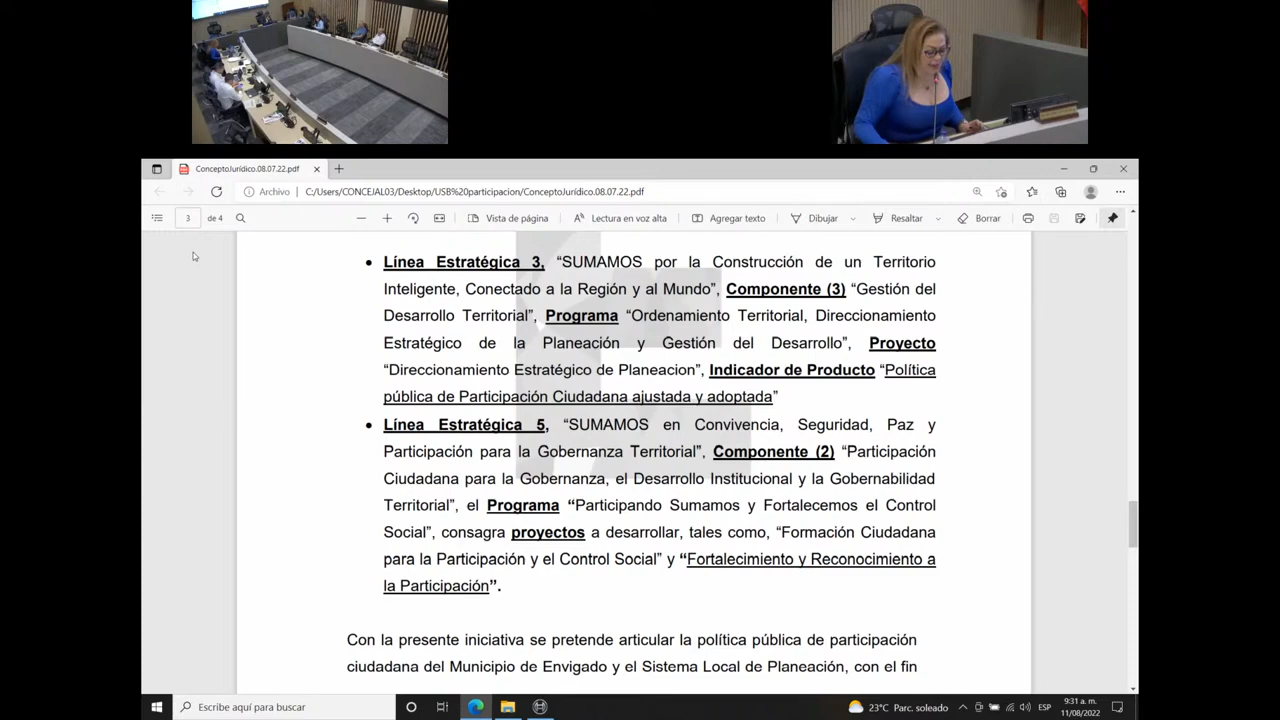 ConceptoJurídico.08.07.22.pdf
Archivo C:/Users/CONCEJAL03/Desktop/USB%20participacion/ConceptoJurídico.08.07.22.pdf
3 de 4 Vista de página Lectura en voz alta Agregar texto Dibujar Resaltar Borrar
• Línea Estratégica 3, “SUMAMOS por la Construcción de un Territorio
Inteligente, Conectado a la Región y al Mundo”, Componente (3) “Gestión del
Desarrollo Territorial”, Programa “Ordenamiento Territorial, Direccionamiento
Estratégico de la Planeación y Gestión del Desarrollo”, Proyecto
“Direccionamiento Estratégico de Planeacion”, Indicador de Producto “Política
pública de Participación Ciudadana ajustada y adoptada”
• Línea Estratégica 5, “SUMAMOS en Convivencia, Seguridad, Paz y
Participación para la Gobernanza Territorial”, Componente (2) “Participación
Ciudadana para la Gobernanza, el Desarrollo Institucional y la Gobernabilidad
Territorial”, el Programa “Participando Sumamos y Fortalecemos el Control
Social”, consagra proyectos a desarrollar, tales como, “Formación Ciudadana
para la Participación y el Control Social” y “Fortalecimiento y Reconocimiento a
la Participación”.
Con la presente iniciativa se pretende articular la política pública de participación
ciudadana del Municipio de Envigado y el Sistema Local de Planeación, con el fin
Escribe aquí para buscar
23°C Parc. soleado
ESP
9:31 a. m.
11/08/2022